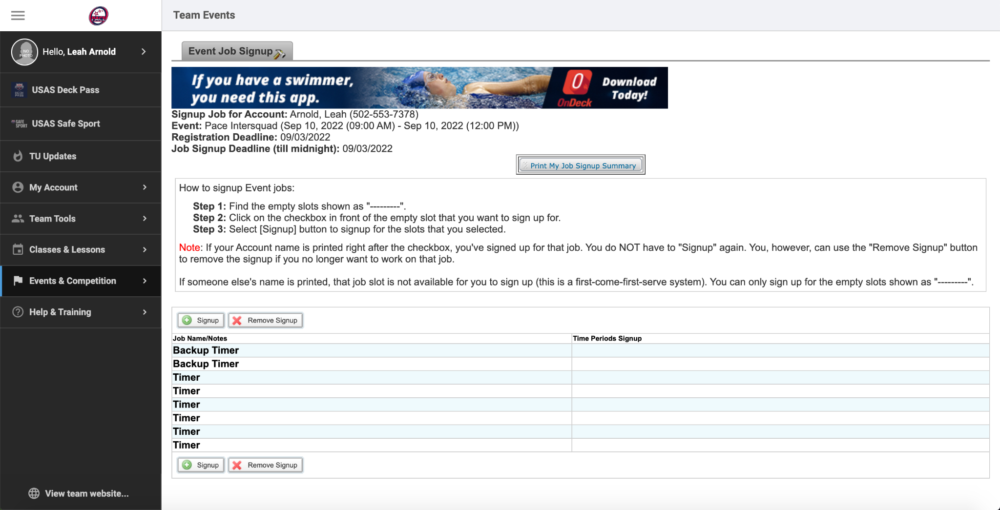 Team Events
Hello, Leah Arnold
NO
PHOTO
USAS Deck Pass
DECK
PASS
SAFE
SPORT
USAS Safe Sport
TU Updates
My Account
Team Tools
Classes & Lessons
Events & Competition
Help & Training
View team website...
Event Job Signup
If you have a swimmer,
you need this app.
OnDeck
Download
Today!
Signup Job for Account: Arnold, Leah (502-553-7378)
Event: Pace Intersquad (Sep 10, 2022 (09:00 AM) - Sep 10, 2022 (12:00 PM))
Registration Deadline: 09/03/2022
Job Signup Deadline (till midnight): 09/03/2022
Print My Job Signup Summary
How to signup Event jobs:
Step 1: Find the empty slots shown as "---------".
Step 2: Click on the checkbox in front of the empty slot that you want to sign up for.
Step 3: Select [Signup] button to signup for the slots that you selected.
Note: If your Account name is printed right after the checkbox, you've signed up for that job. You do NOT have to "Signup" again. You, however, can use the "Remove Signup" button
to remove the signup if you no longer want to work on that job.
If someone else's name is printed, that job slot is not available for you to sign up (this is a first-come-first-serve system). You can only sign up for the empty slots shown as "---------".
Signup Remove Signup
Job Name/Notes Time Periods Signup
Backup Timer
Backup Timer
Timer
Timer
Timer
Timer
Timer
Timer
Signup Remove Signup